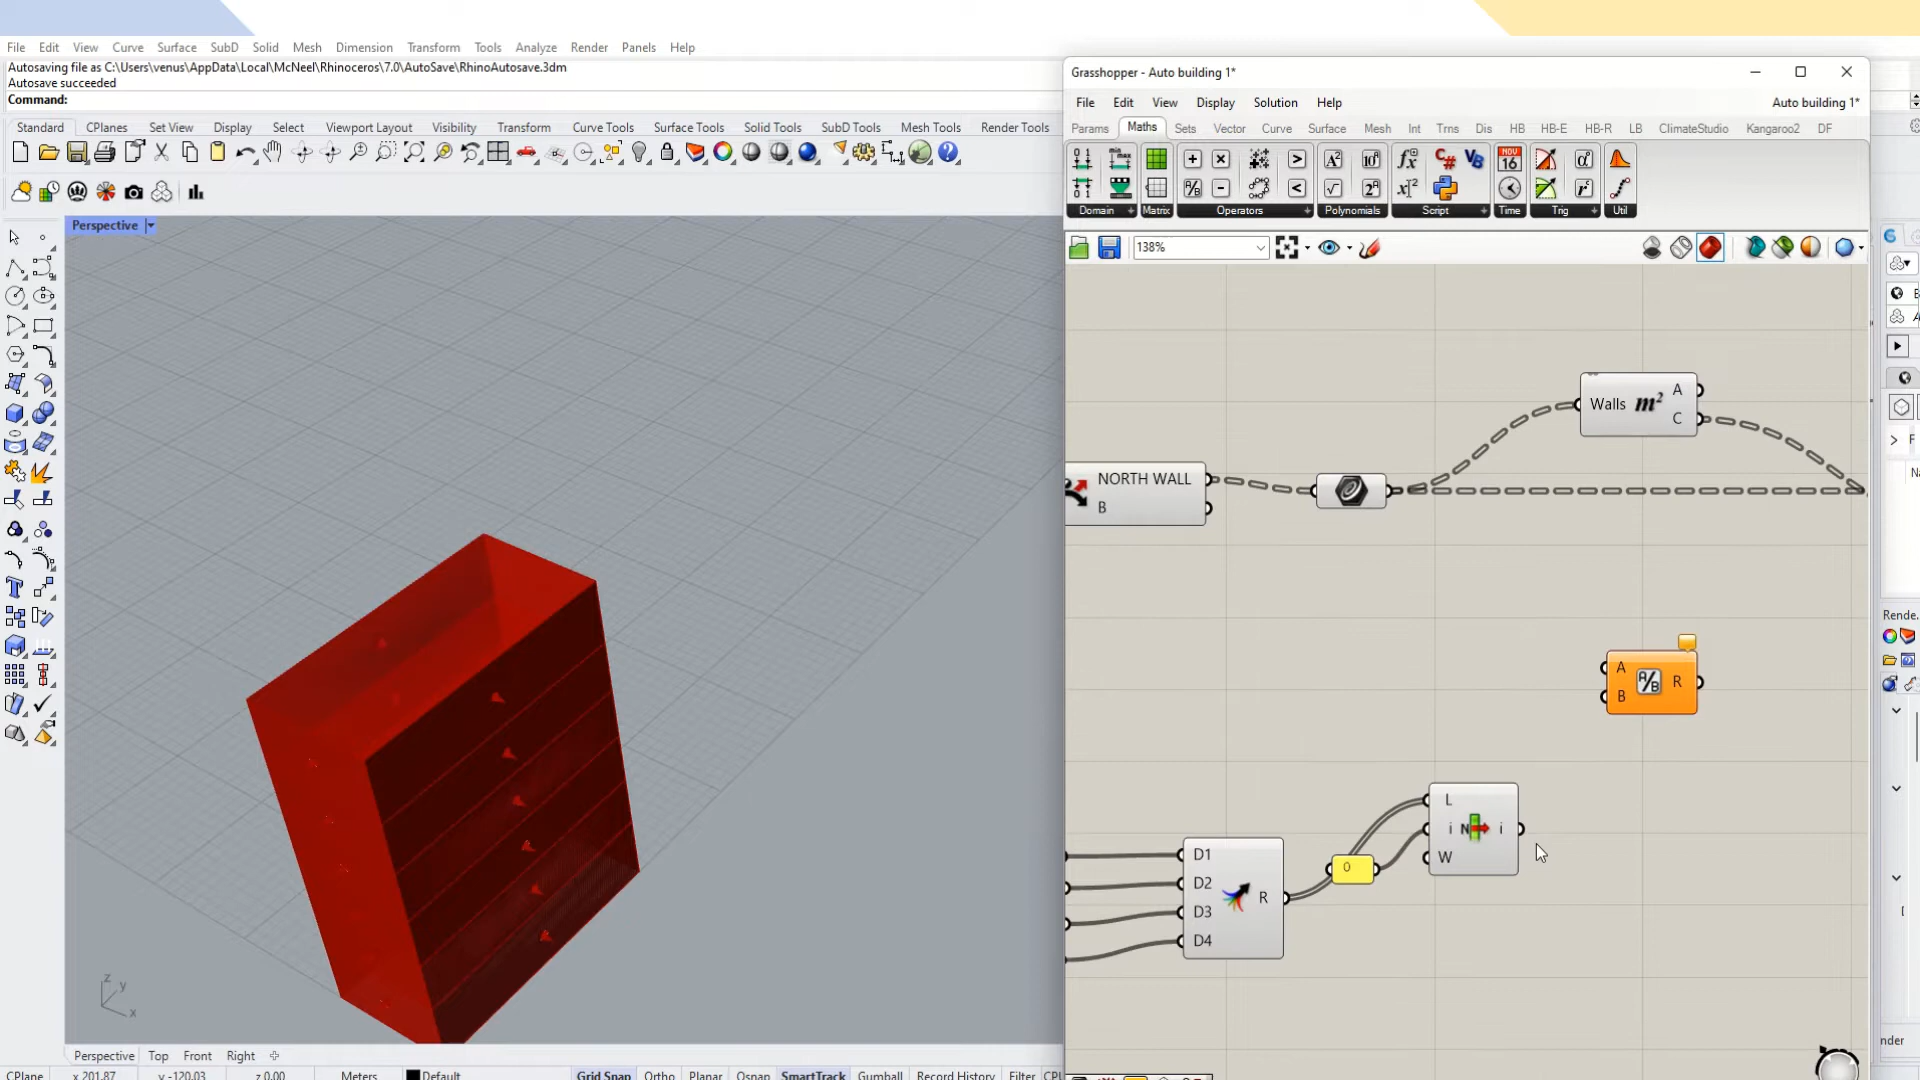 File Edit View Curve Surface SubD Solid Mesh Dimension Transform Tools Analyze Render Panels Help
Autosaving file as C:\Users\venus\AppData\Local\McNeel\Rhinoceros\7.0\AutoSave\RhinoAutosave.3dm
Autosave succeeded
Command:
Standard CPlanes Set View Display Select Viewport Layout Visibility Transform Curve Tools Surface Tools Solid Tools SubD Tools Mesh Tools Render Tools
Perspective
Grasshopper - Auto building 1*
File Edit View Display Solution Help Auto building 1*
Params Maths Sets Vector Curve Surface Mesh Int Trns Dis HB HB-E HB-R LB ClimateStudio Kangaroo2 DF
Domain Matrix Operators Polynomials Script Time Trig Util
138%
Walls m² A
C
NORTH WALL
B
A
B
A/B R
L
i N i
W
0
D1
D2
D3
D4
R
z
y
x
Rende.
nder
Perspective Top Front Right
CPlane x 201.87 y -120.03 z 0.00 Meters Default Grid Snap Ortho Planar Osnap SmartTrack Gumball Record History Filter